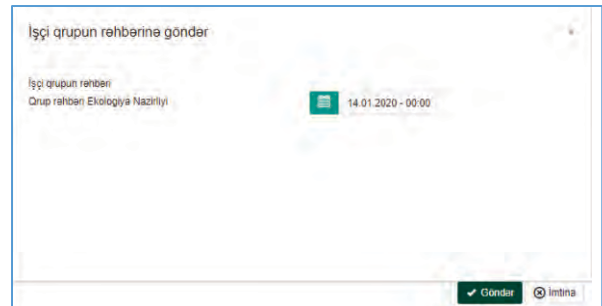 İşçi qrupun rəhbərinə göndər
İşçi qrupun rəhbəri
Qrup rəhbəri Ekologiya Nazirliyi
14.01.2020 - 00:00
Göndər
İmtina